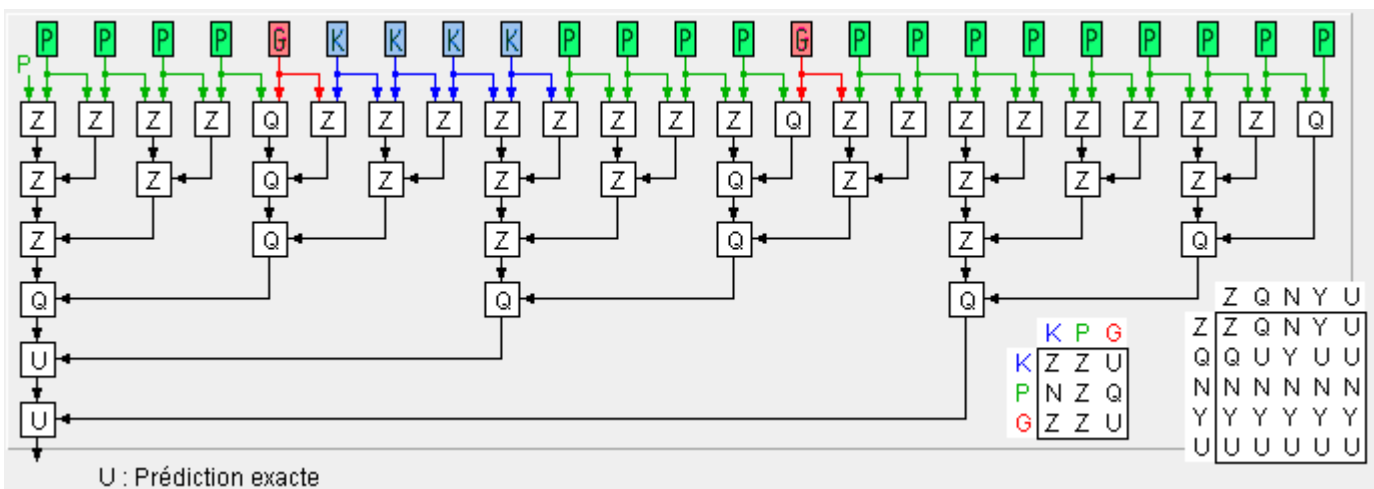 P P P P G K K K K P P P P G P P P P P P P P P
P
Z Z Z Z Q Z Z Z Z Z Z Z Z Q Z Z Z Z Z Z Z Z Q
Z Z Q Z Z Z Q Z Z Z Z
Z Q Z Q Z Q
Q Q Q
Z Q N Y U
Z Z Q N Y U
K P G
U
Q Q U Y U U
K Z Z U
N N N N N N
P N Z Q
Y Y Y Y Y Y
U
G Z Z U
U U U U U U
U : Prédiction exacte